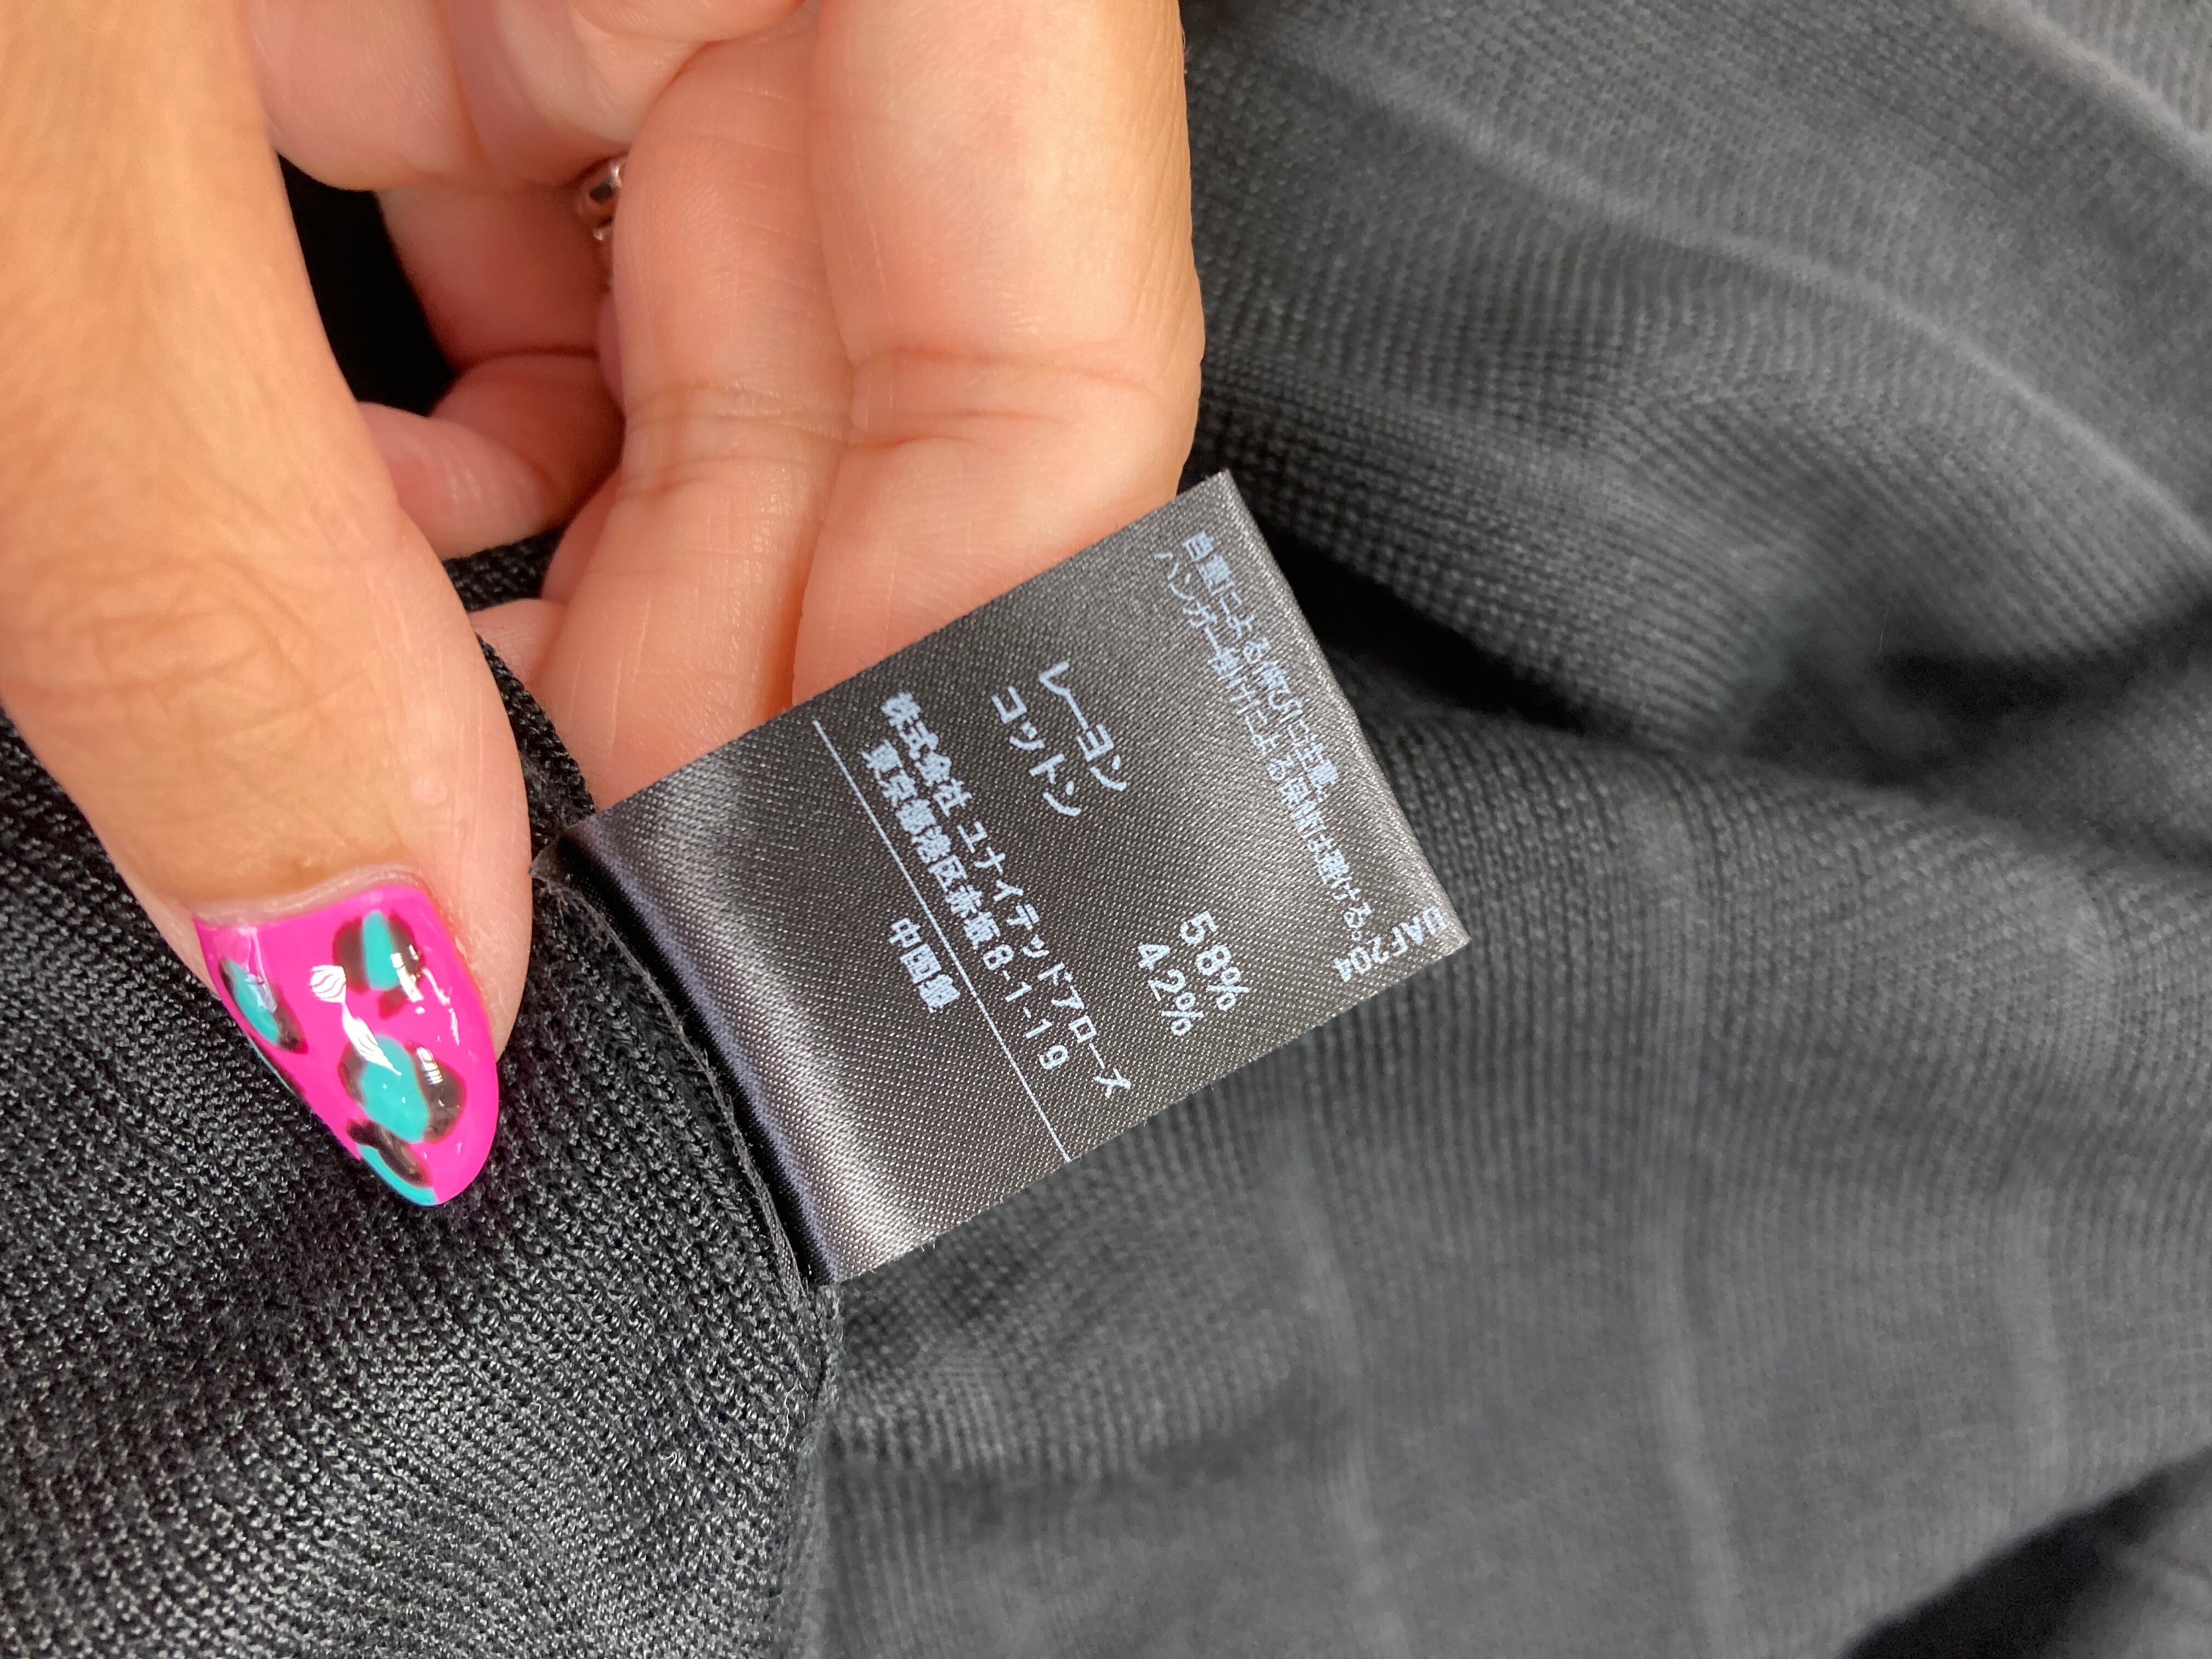 UAF204
自重による伸びに注意。
ハンガー掛けによる保管は避ける。
レーヨン 58%
コットン 42%
株式会社 ユナイテッドアローズ
東京都港区赤坂8-1-19
中国製